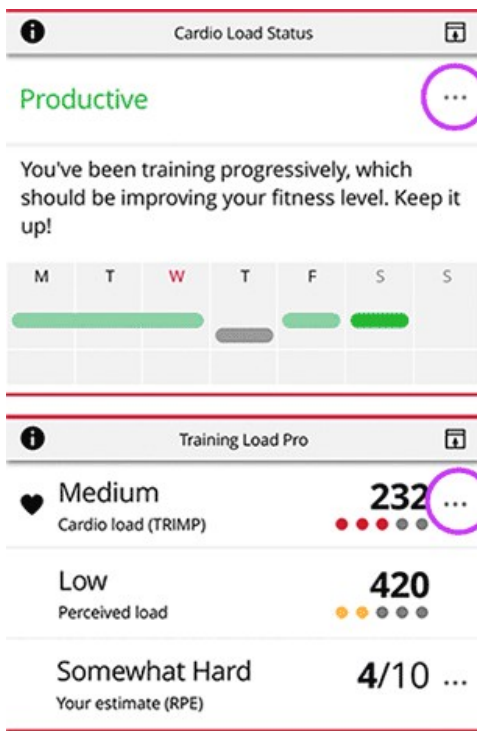 Cardio Load Status
Productive
...
You've been training progressively, which
should be improving your fitness level. Keep it
up!
M T W T F S S
Training Load Pro
Medium 232 ...
Cardio load (TRIMP)
Low 420
Perceived load
Somewhat Hard 4/10 ...
Your estimate (RPE)